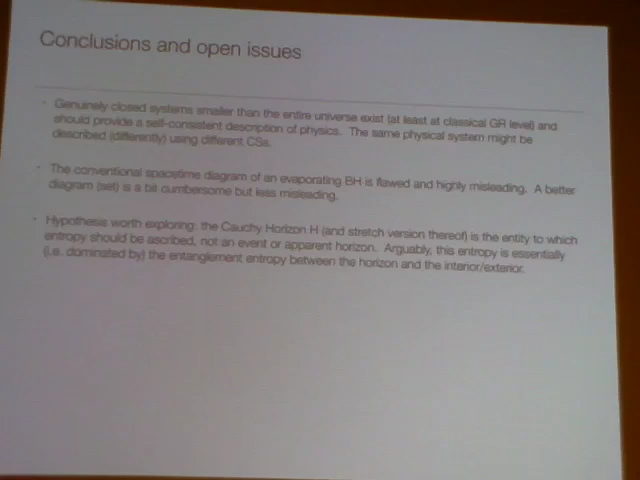 Conclusions and open issues
· Genuinely closed systems smaller than the entire universe exist (at least at classical GR level) and
should provide a self-consistent description of physics. The same physical system might be
described (differently) using different CSs.
· The conventional spacetime diagram of an evaporating BH is flawed and highly misleading. A better
diagram (set) is a bit cumbersome but less misleading.
· Hypothesis worth exploring: the Cauchy Horizon H (and stretch version thereof) is the entity to which
entropy should be ascribed, not an event or apparent horizon. Arguably, this entropy is essentially
(i.e. dominated by) the entanglement entropy between the horizon and the interior/exterior.